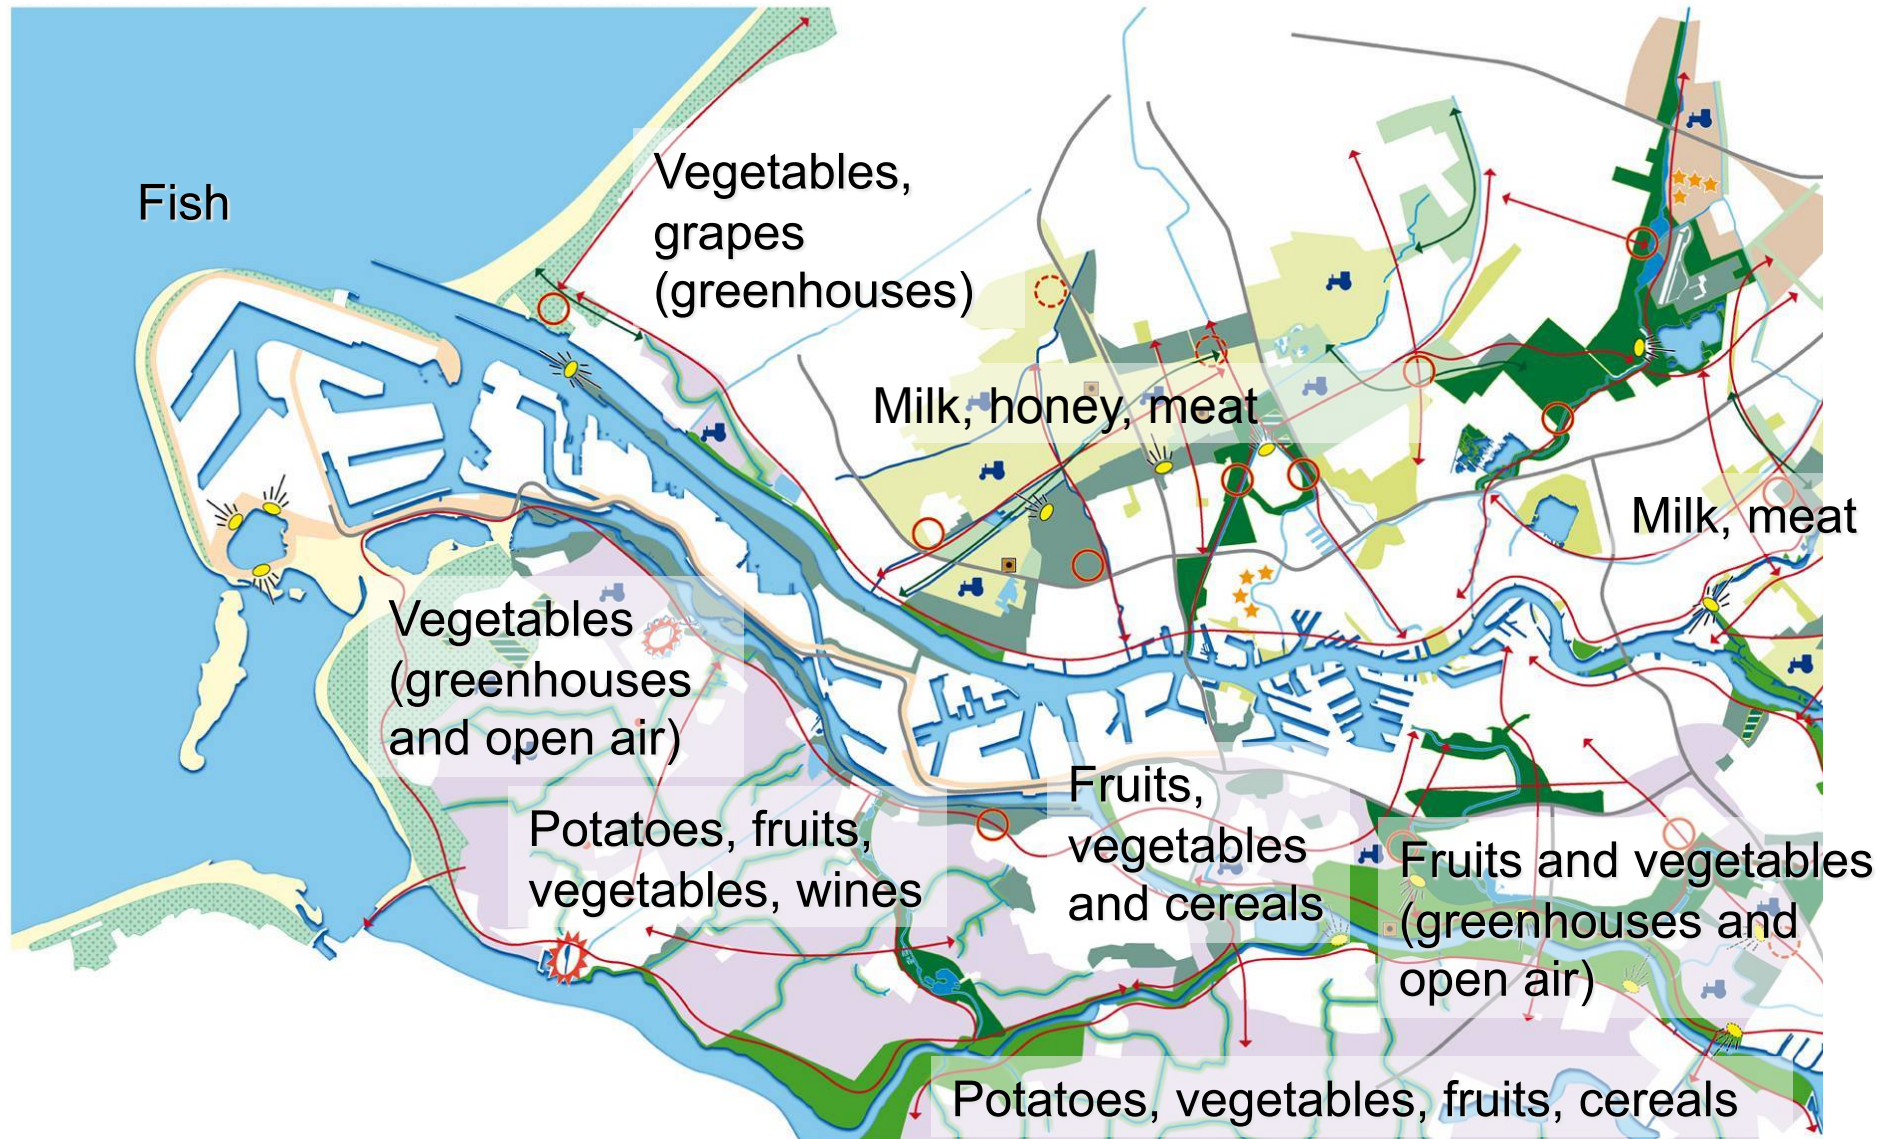 Fish
Vegetables,
grapes
(greenhouses)
Milk, honey, meat
Milk, meat
Vegetables
(greenhouses
and open air)
Potatoes, fruits,
vegetables, wines
Fruits,
vegetables
and cereals
Fruits and vegetables
(greenhouses and
open air)
Potatoes, vegetables, fruits, cereals